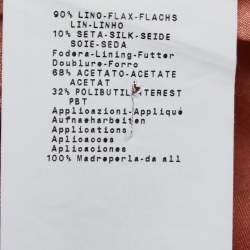 90% LINO-FLAX-FLACHS
LIN-LINHO
10% SETA-SILK-SEIDE
SOIE-SEDA
Fodera-Lining-Futter
Doublure-Forro
68% ACETATO-ACETATE
ACETAT
32% POLIBUTIL-TEREST
PBT
Applicazioni-Appliqué
Aufnaeharbeiten
Applications
Aplicacoes
Aplicaciones
100% Madreperla-da all